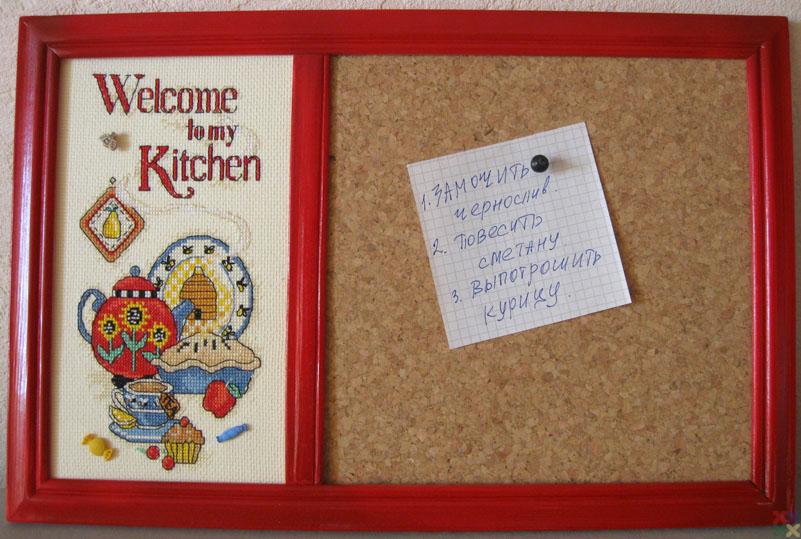 Welcome
to my
Kitchen
1. ЗАМОЧИТЬ
чернослив.
2. ПОВЕСИТЬ
сметану
3. ВЫПОТРОШИТЬ
курицу.